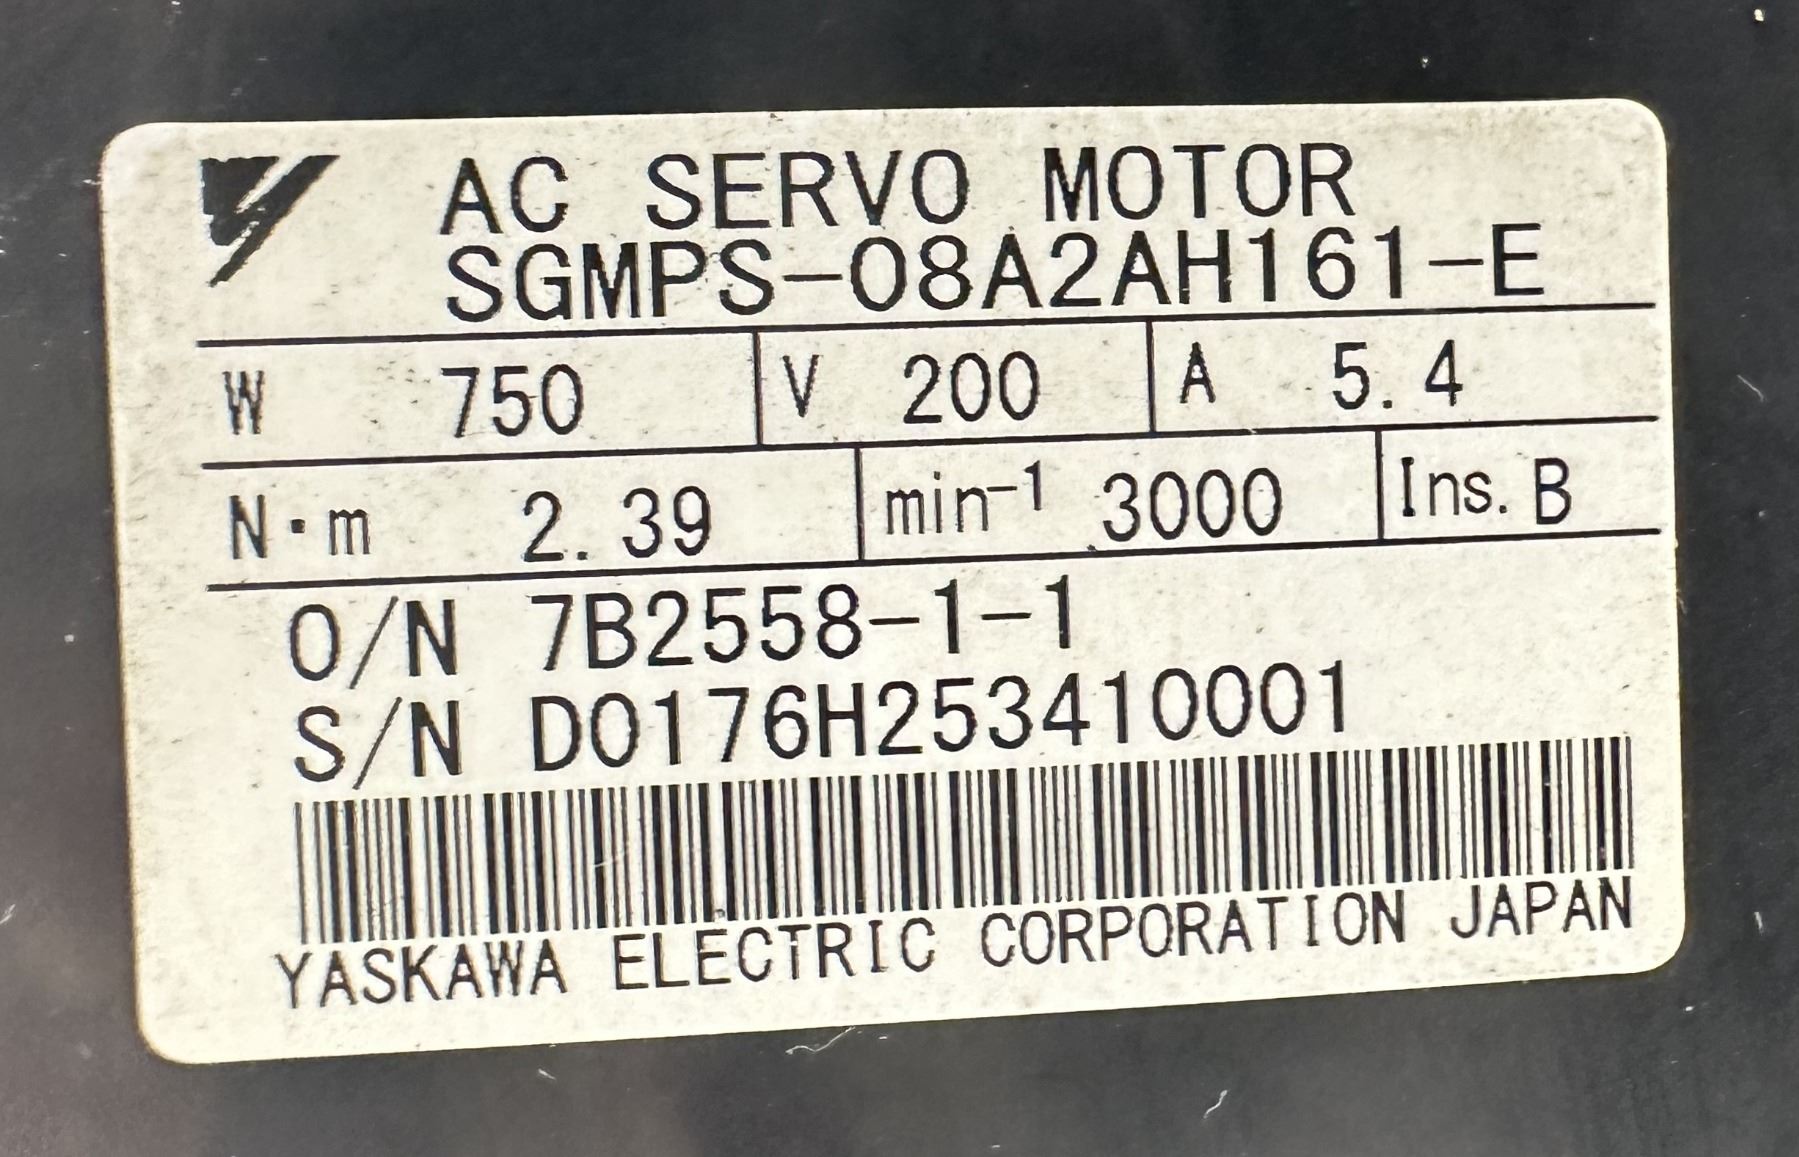 AC SERVO MOTOR
SGMPS-08A2AH161-E
W 750 V 200 A 5.4
N·m 2.39 min⁻¹ 3000 Ins. B
O/N 7B2558-1-1
S/N D0176H253410001
YASKAWA ELECTRIC CORPORATION JAPAN